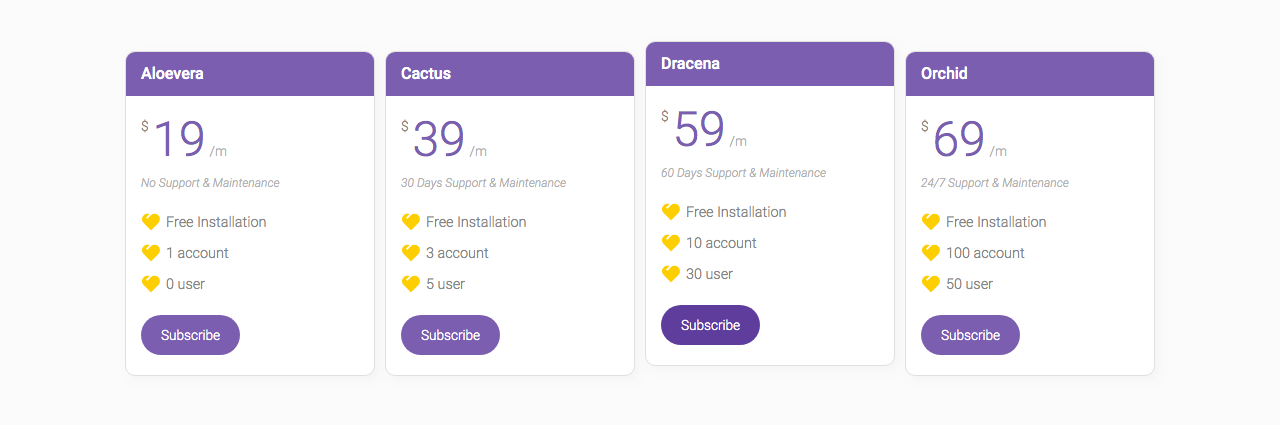 Aloevera
$ 19 /m
No Support & Maintenance
Free Installation
1 account
0 user
Subscribe
Cactus
$ 39 /m
30 Days Support & Maintenance
Free Installation
3 account
5 user
Subscribe
Dracena
$ 59 /m
60 Days Support & Maintenance
Free Installation
10 account
30 user
Subscribe
Orchid
$ 69 /m
24/7 Support & Maintenance
Free Installation
100 account
50 user
Subscribe